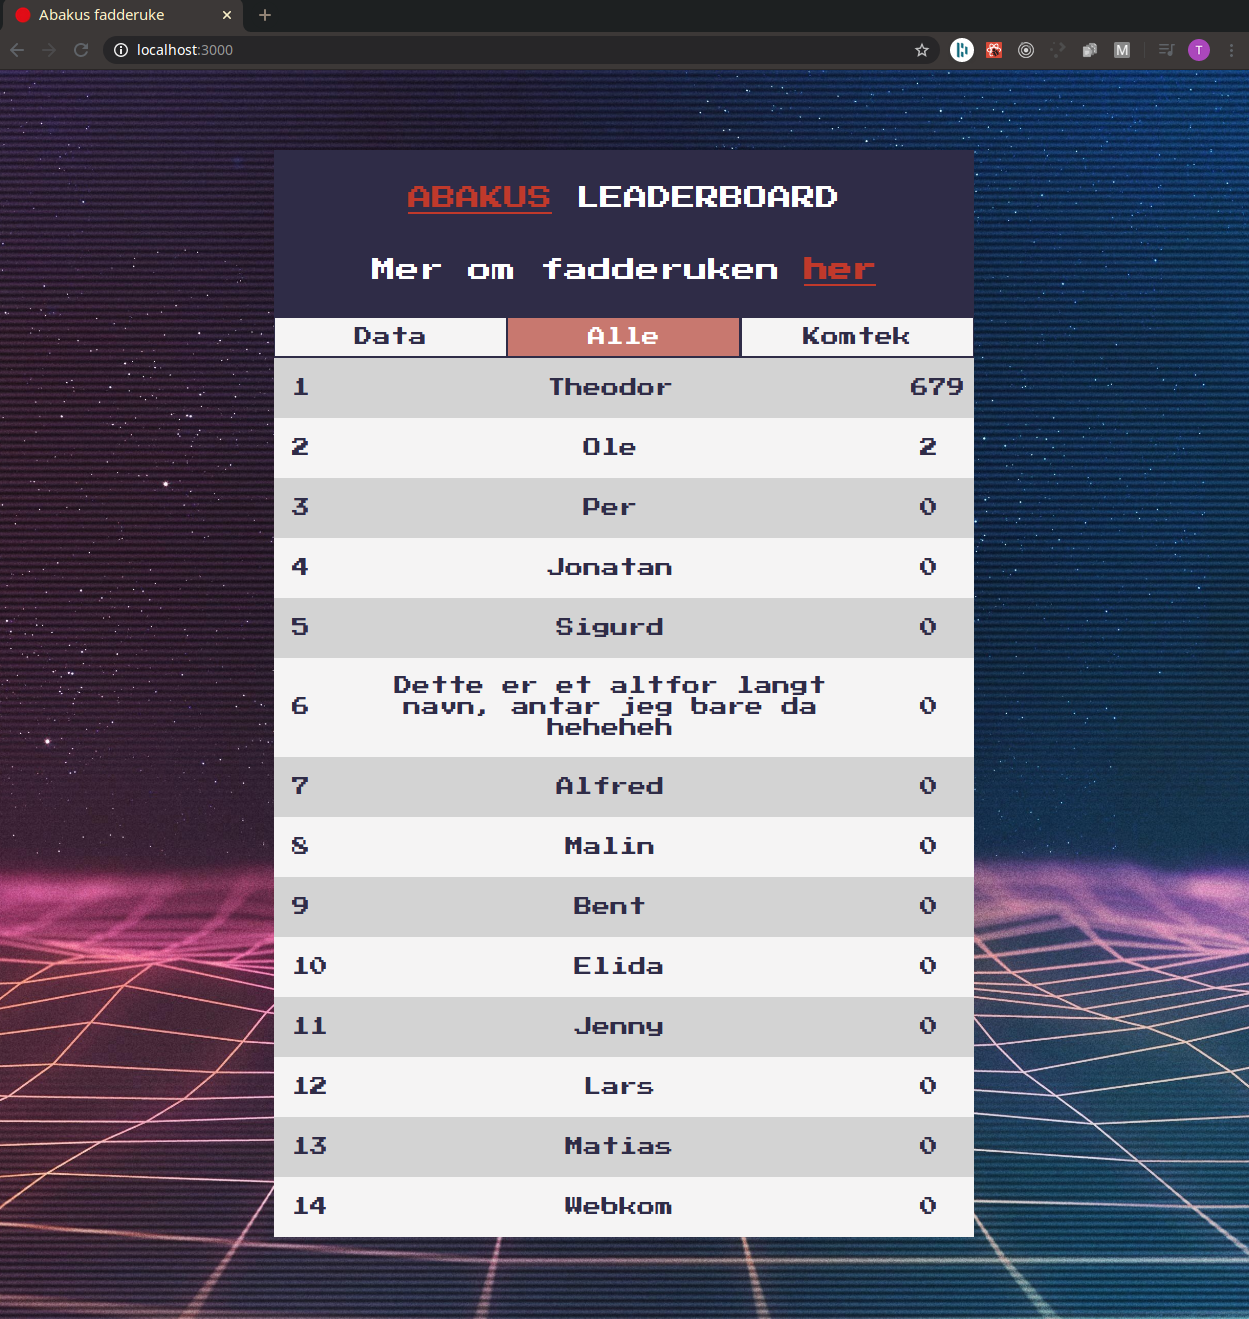 Abakus fadderuke
localhost:3000
M
T
ABAKUS LEADERBOARD
Mer om fadderuken her
Data Alle Komtek
1 Theodor 679
2 Ole 2
3 Per 0
4 Jonatan 0
5 Sigurd 0
6 Dette er et altfor langt
navn, antar jeg bare da 0
heheheh
7 Alfred 0
8 Malin 0
9 Bent 0
10 Elida 0
11 Jenny 0
12 Lars 0
13 Matias 0
14 Webkom 0